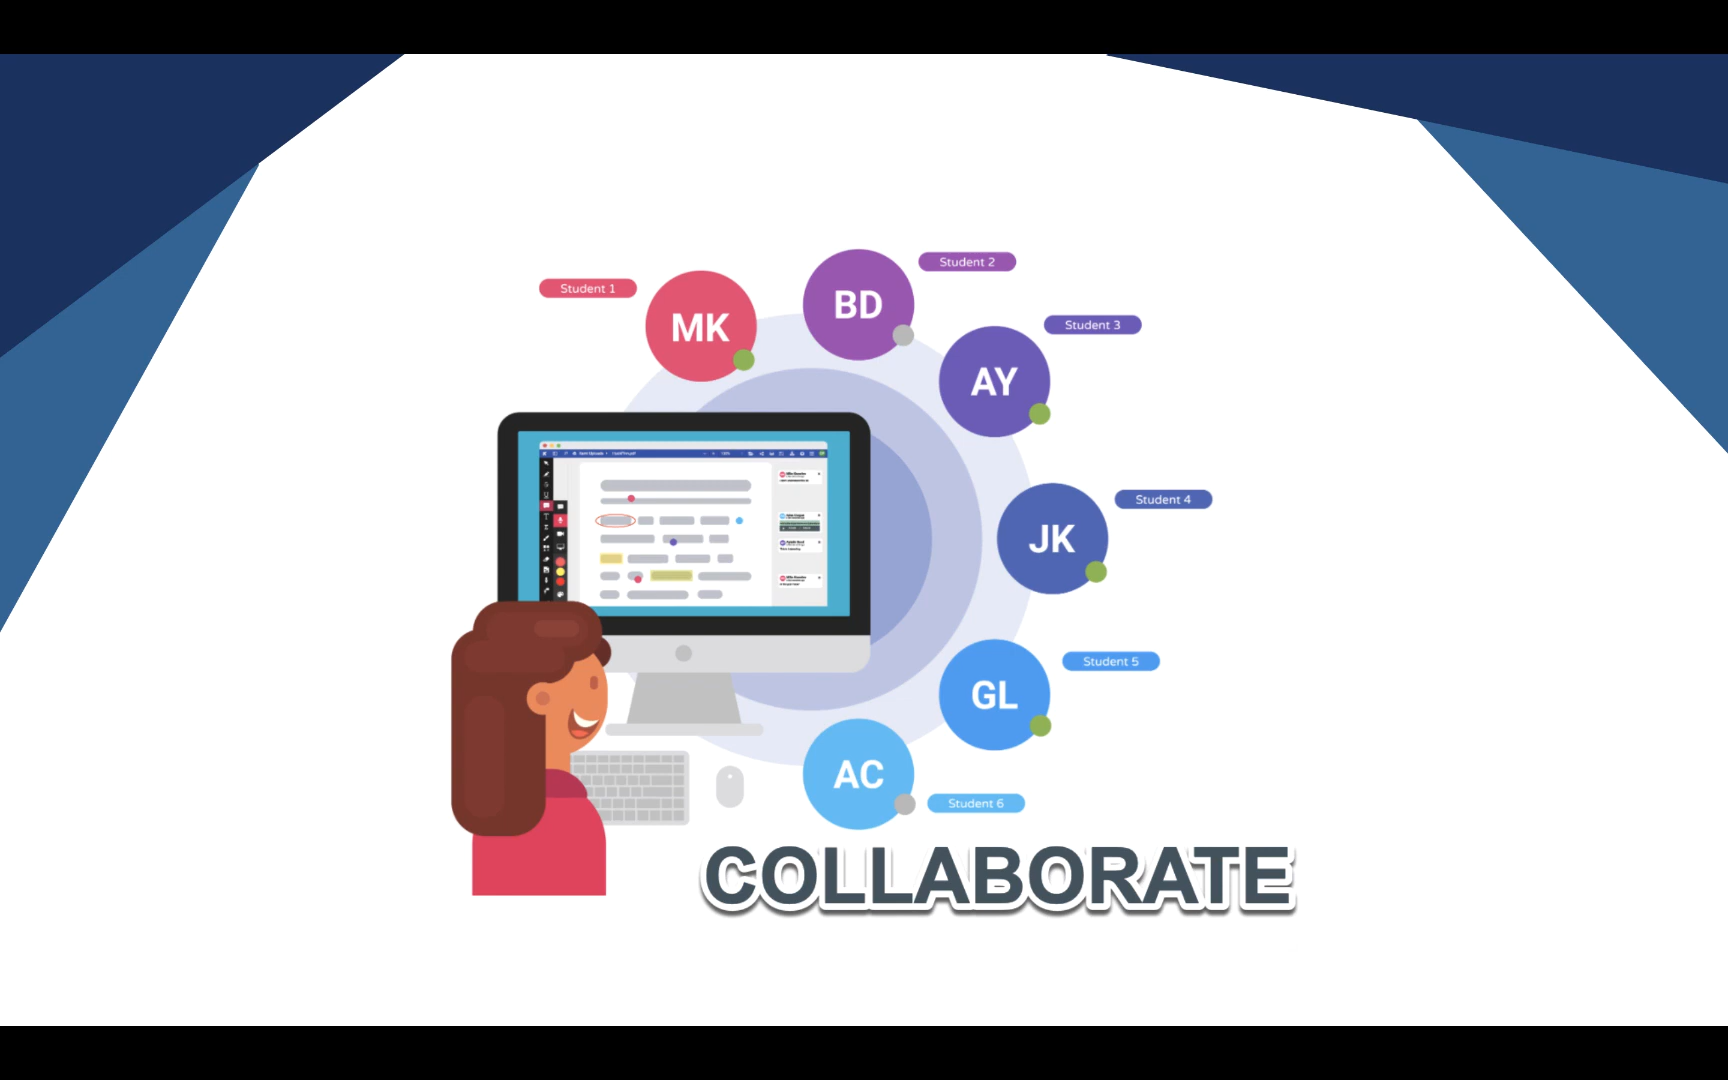 Student 1
MK
BD
Student 2
AY
Student 3
JK
Student 4
GL
Student 5
AC
Student 6
COLLABORATE